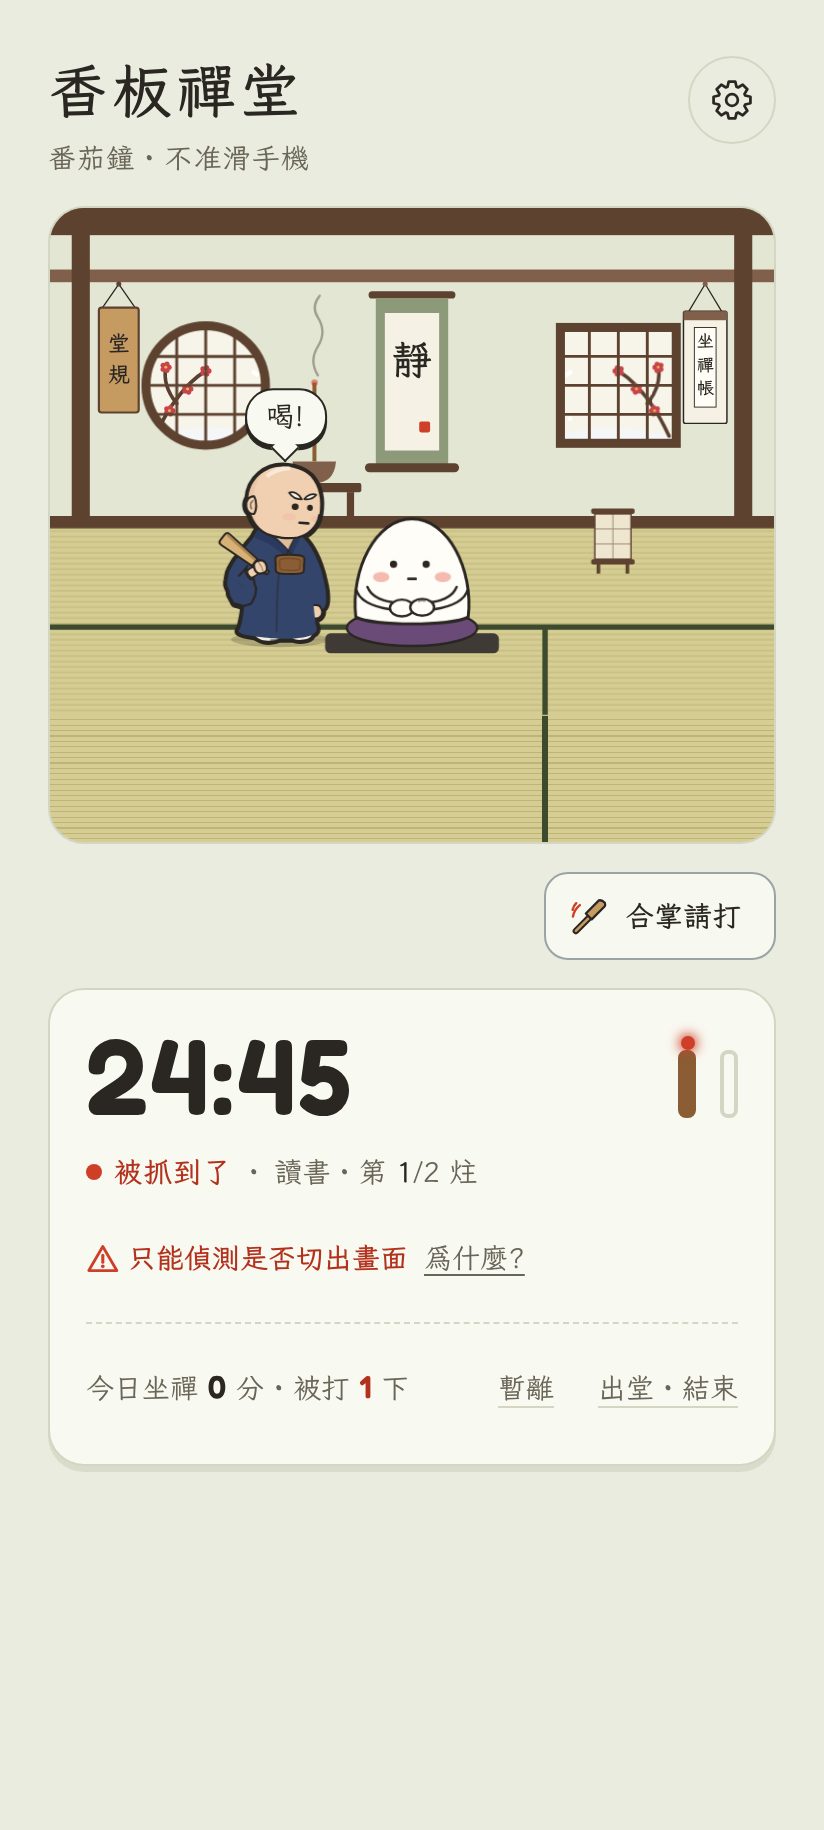 香板禪堂
番茄鐘・不准滑手機
堂規
靜
坐禪帳
喝!
合掌請打
24:45
被抓到了・讀書・第 1/2 炷
只能偵測是否切出畫面 為什麼?
今日坐禪 0 分・被打 1 下 暫離 出堂・結束